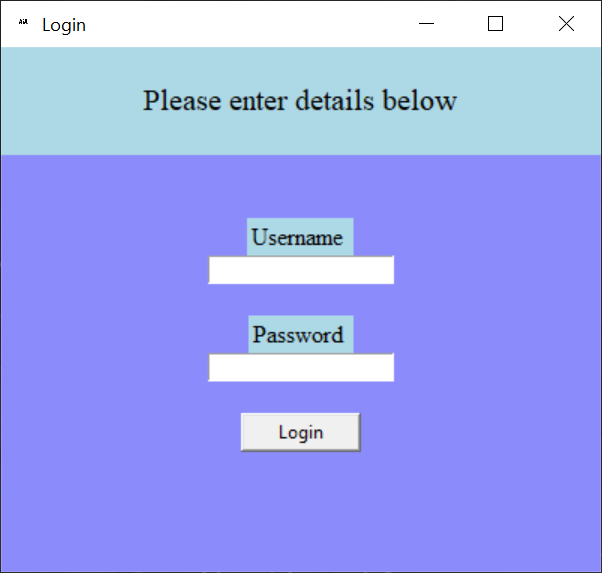 Login
Please enter details below
Username
Password
Login